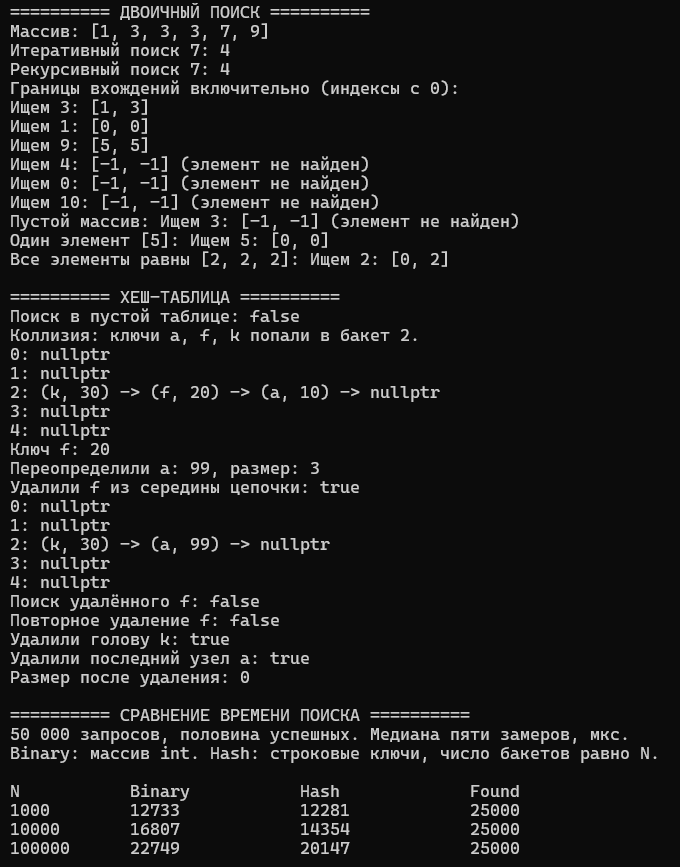 ========== ДВОИЧНЫЙ ПОИСК ==========
Массив: [1, 3, 3, 3, 7, 9]
Итеративный поиск 7: 4
Рекурсивный поиск 7: 4
Границы вхождений включительно (индексы с 0):
Ищем 3: [1, 3]
Ищем 1: [0, 0]
Ищем 9: [5, 5]
Ищем 4: [-1, -1] (элемент не найден)
Ищем 0: [-1, -1] (элемент не найден)
Ищем 10: [-1, -1] (элемент не найден)
Пустой массив: Ищем 3: [-1, -1] (элемент не найден)
Один элемент [5]: Ищем 5: [0, 0]
Все элементы равны [2, 2, 2]: Ищем 2: [0, 2]

========== ХЕШ-ТАБЛИЦА ==========
Поиск в пустой таблице: false
Коллизия: ключи a, f, k попали в бакет 2.
0: nullptr
1: nullptr
2: (k, 30) -> (f, 20) -> (a, 10) -> nullptr
3: nullptr
4: nullptr
Ключ f: 20
Переопределили a: 99, размер: 3
Удалили f из середины цепочки: true
0: nullptr
1: nullptr
2: (k, 30) -> (a, 99) -> nullptr
3: nullptr
4: nullptr
Поиск удалённого f: false
Повторное удаление f: false
Удалили голову k: true
Удалили последний узел a: true
Размер после удаления: 0

========== СРАВНЕНИЕ ВРЕМЕНИ ПОИСКА ==========
50 000 запросов, половина успешных. Медиана пяти замеров, мкс.
Binary: массив int. Hash: строковые ключи, число бакетов равно N.

N           Binary           Hash             Found
1000        12733            12281            25000
10000       16807            14354            25000
100000      22749            20147            25000